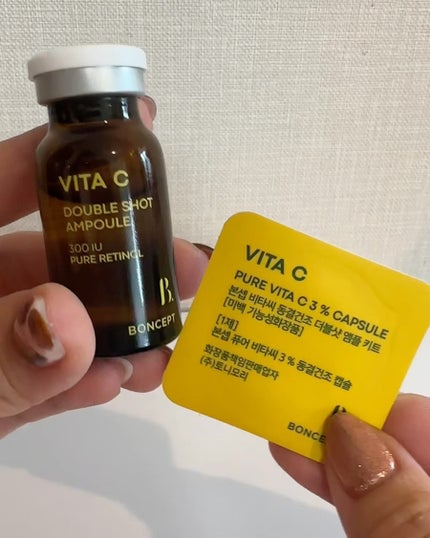 VITA C
DOUBLE SHOT
AMPOULE
300 IU
PURE RETINOL
B.
BONCEPT
VITA C
PURE VITA C 3 % CAPSULE
본셉 비타씨 동결건조 더블샷 앰플 키트
[미백 기능성화장품]
[1제]
본셉 퓨어 비타씨 3 % 동결건조 캡슐
화장품책임판매업자
(주)토니모리